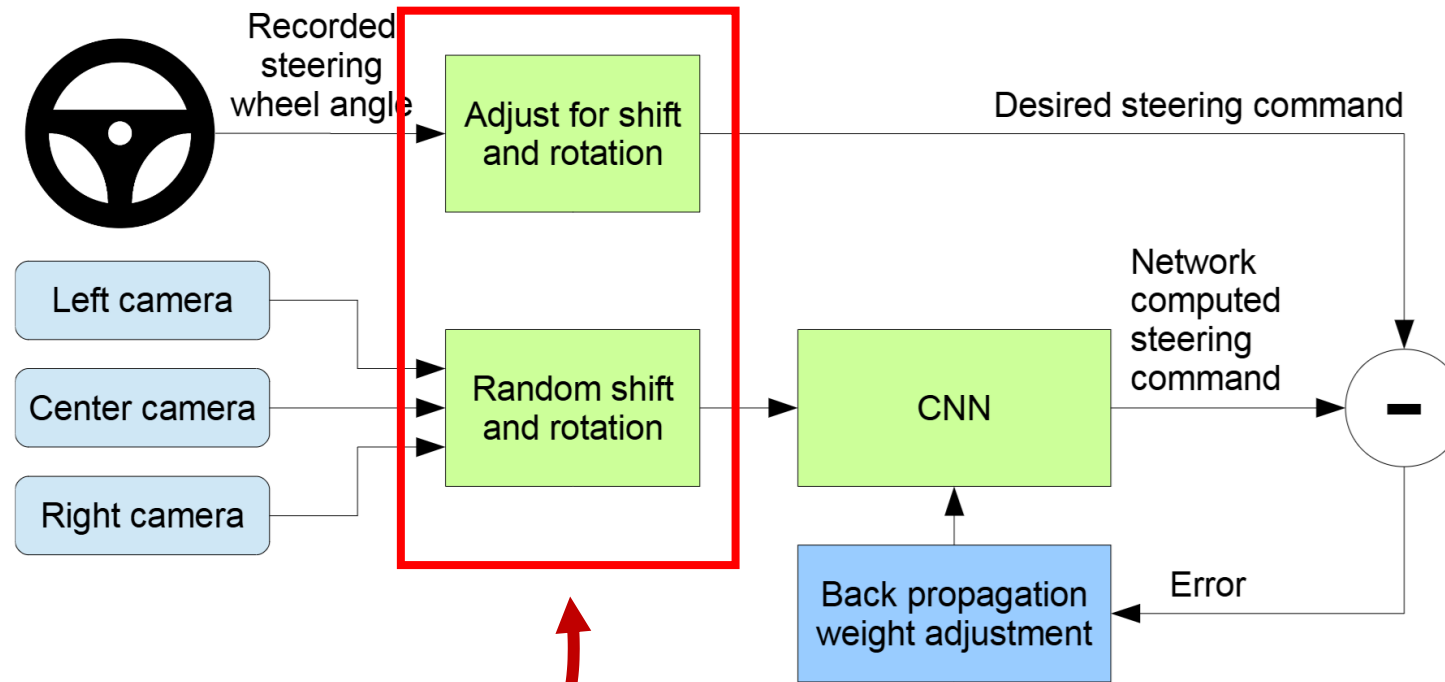 Recorded
steering
wheel angle
Adjust for shift
and rotation
Desired steering command
Left camera
Center camera
Right camera
Random shift
and rotation
CNN
Network
computed
steering
command
-
Back propagation
weight adjustment
Error